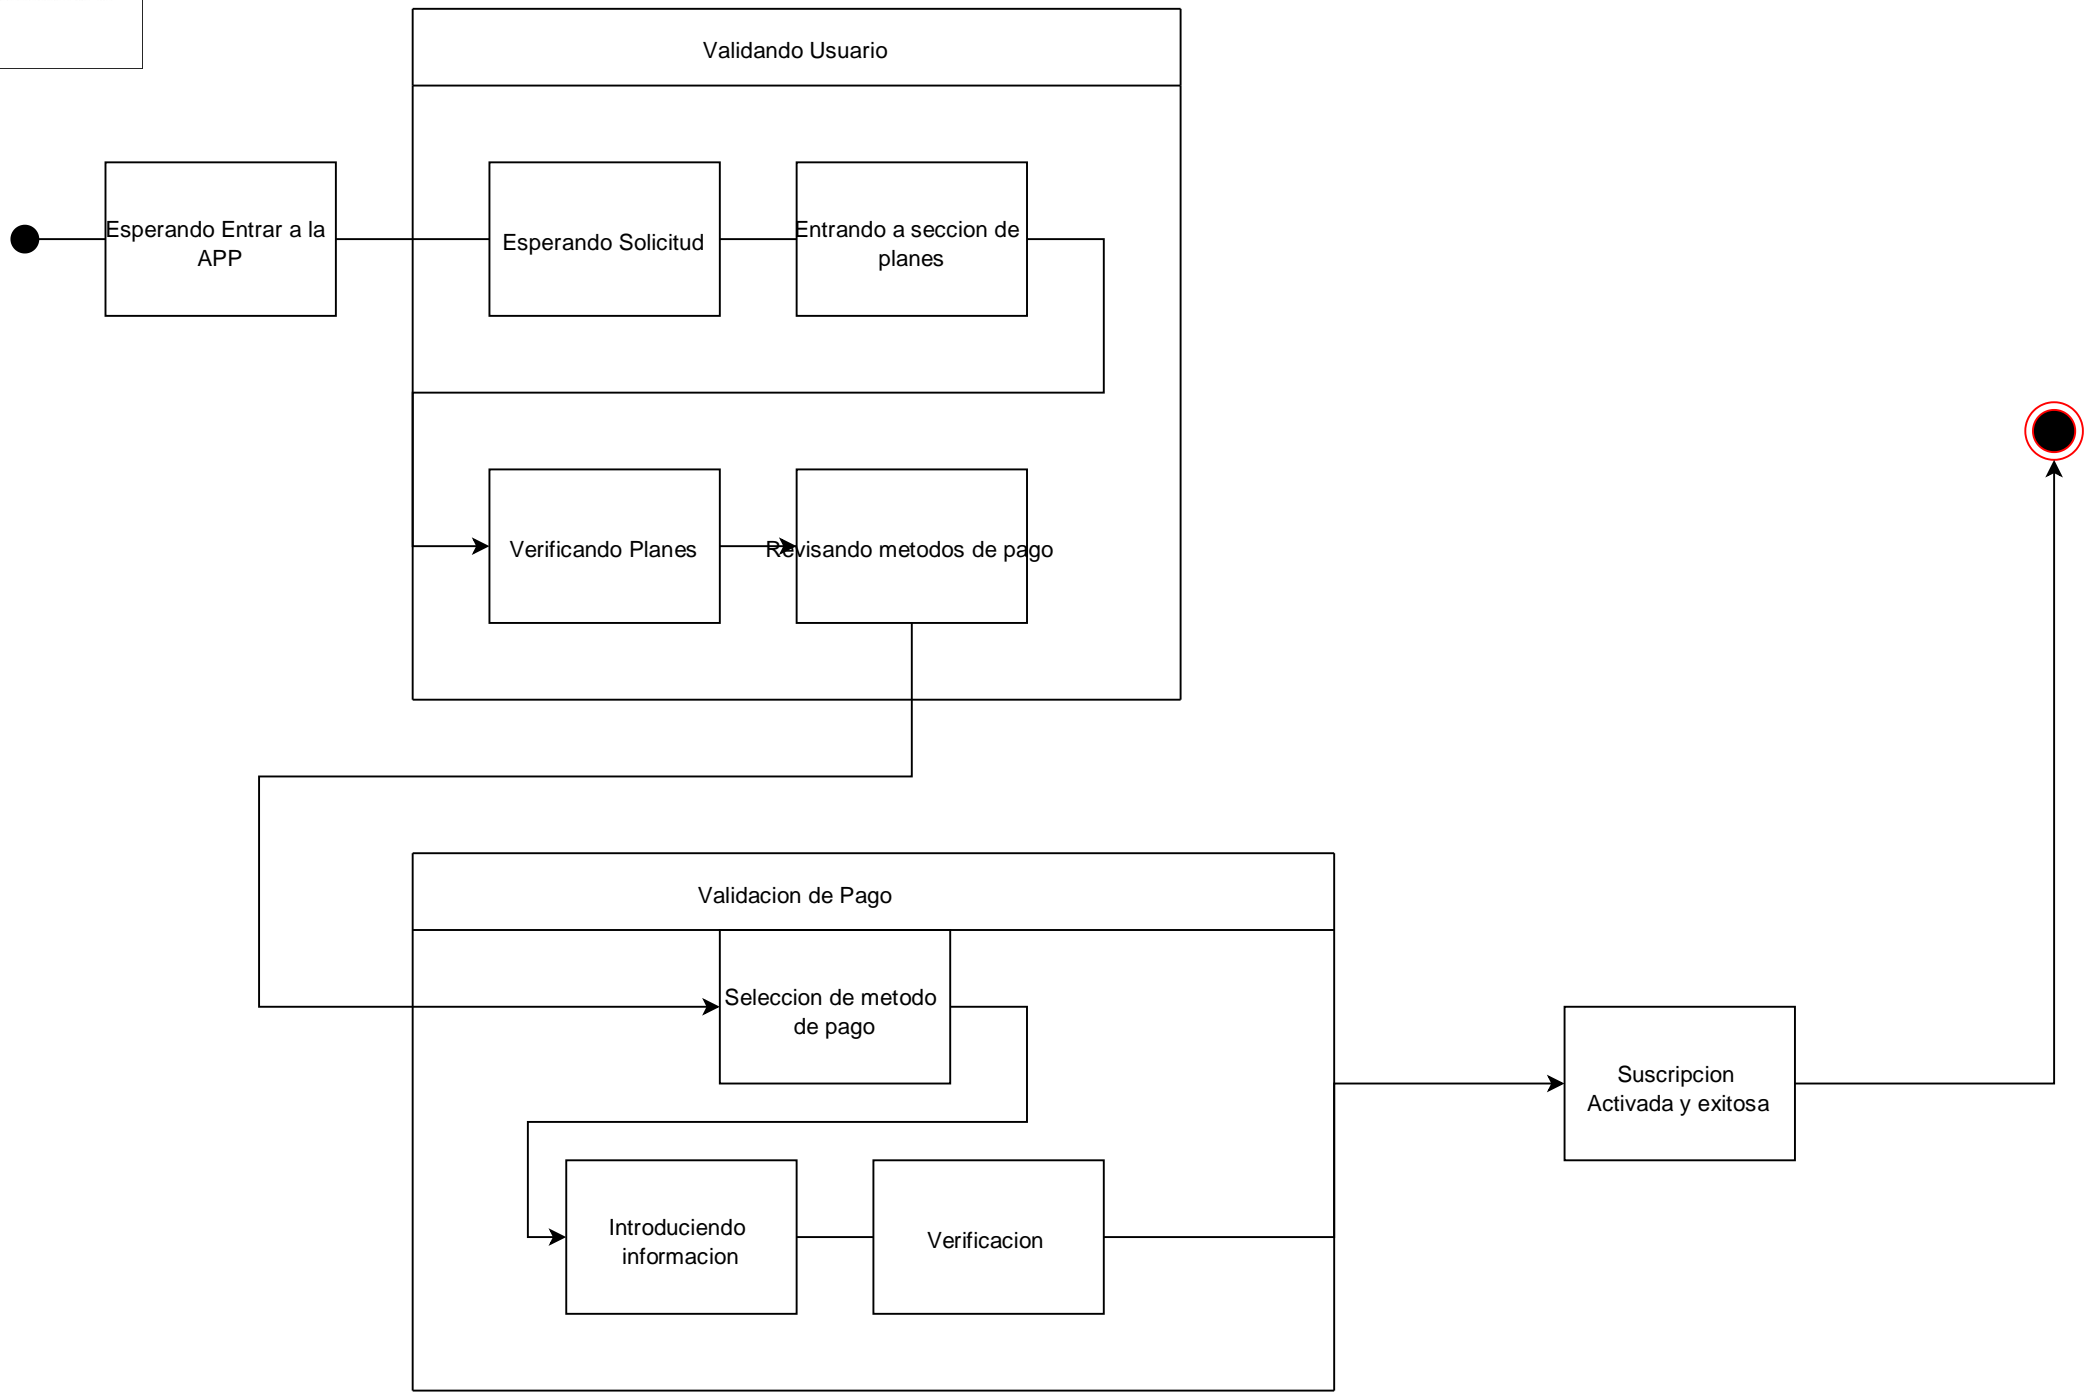 Validando Usuario
Esperando Entrar a la
APP
Esperando Solicitud
Entrando a seccion de
planes
Verificando Planes
Revisando metodos de pago
Validacion de Pago
Seleccion de metodo
de pago
Suscripcion
Activada y exitosa
Introduciendo
informacion
Verificacion